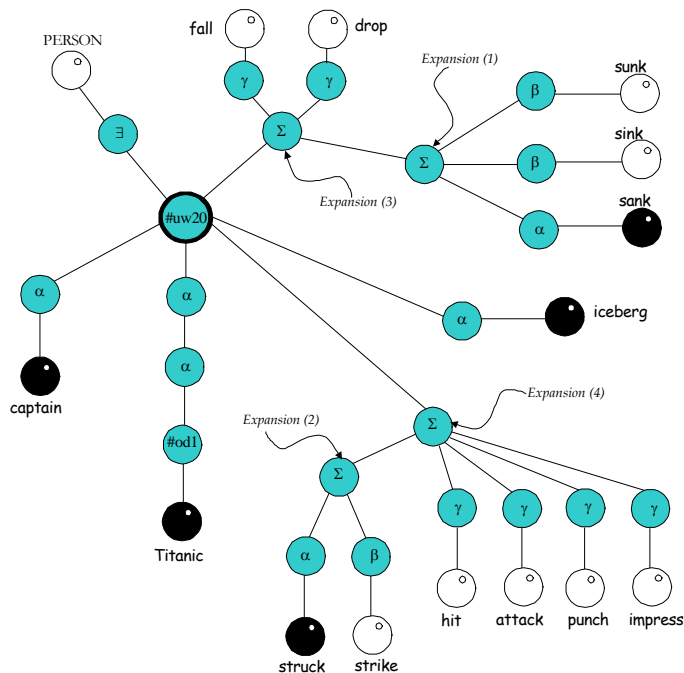 fall
drop
PERSON
Expansion (1)
sunk
γ
γ
β
∃
Σ
sink
Σ
β
Expansion (3)
sank
#uw20
α
α
α
iceberg
α
α
captain
Expansion (4)
Expansion (2)
Σ
#od1
Σ
γ
γ
γ
γ
Titanic
α
β
hit
attack
punch
impress
struck
strike